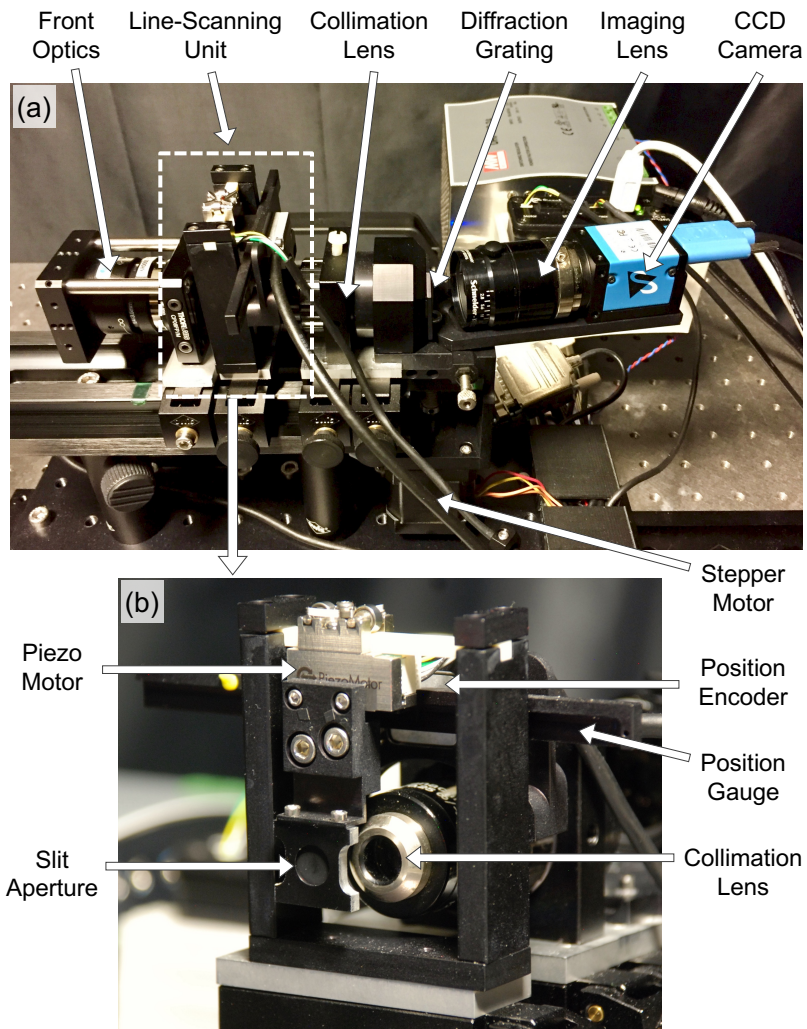 Front
Optics
Line-Scanning
Unit
Collimation
Lens
Diffraction
Grating
Imaging
Lens
CCD
Camera
(a)
Schneider
THORLABS
Stepper
Motor
(b)
Piezo
Motor
PiezoMotor
Position
Encoder
Position
Gauge
Slit
Aperture
Collimation
Lens